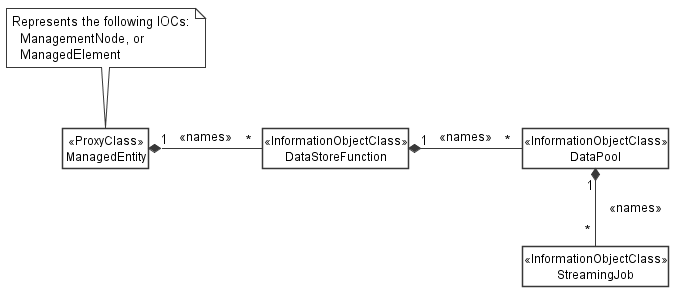 Represents the following IOCs:
ManagementNode, or
ManagedElement
«ProxyClass»
ManagedEntity
1
«names»
*
«InformationObjectClass»
DataStoreFunction
1
«names»
*
«InformationObjectClass»
DataPool
1
«names»
*
«InformationObjectClass»
StreamingJob